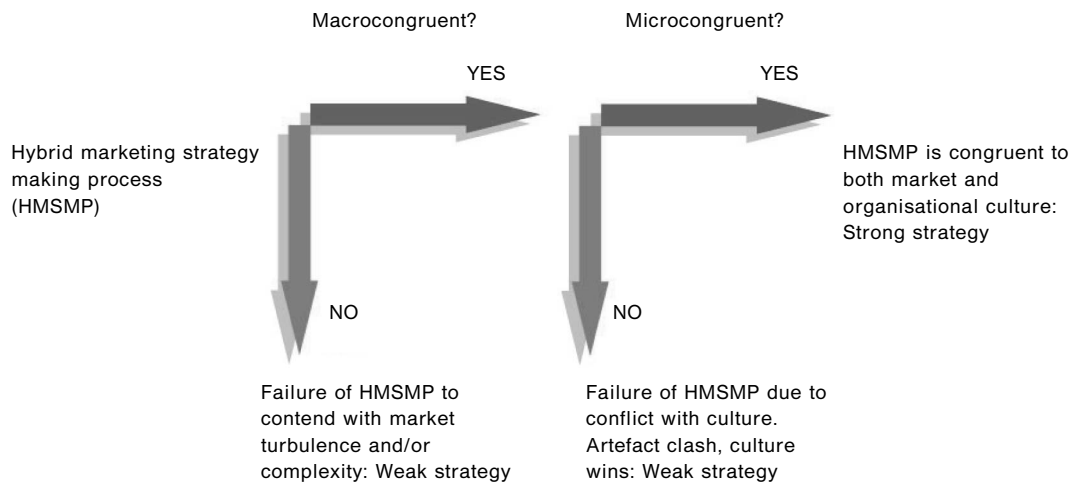 Macrocongruent?
Microcongruent?
YES
YES
Hybrid marketing strategy
making process
(HMSMP)
HMSMP is congruent to
both market and
organisational culture:
Strong strategy
NO
NO
Failure of HMSMP to
contend with market
turbulence and/or
complexity: Weak strategy
Failure of HMSMP due to
conflict with culture.
Artefact clash, culture
wins: Weak strategy